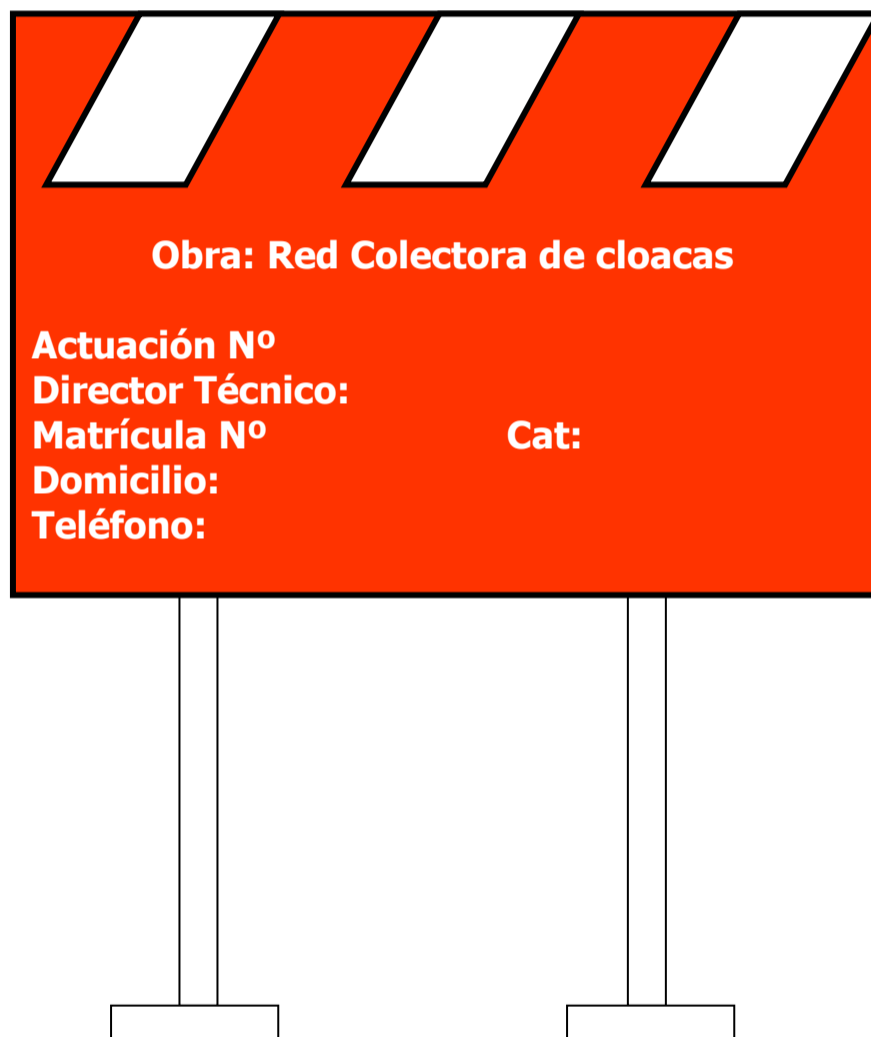 Obra: Red Colectora de cloacas
Actuación Nº
Director Técnico:
Matrícula Nº Cat:
Domicilio:
Teléfono: